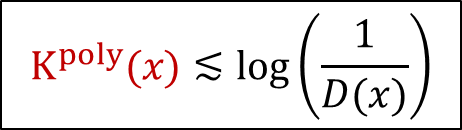 K^poly(x) ⪅ log(1/D(x))